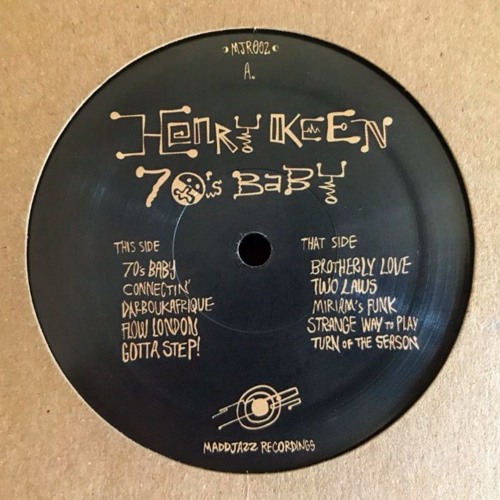 MJR002
A.
HENRY KEEN
70's BABY
THIS SIDE
70s BABY
CONNECTIN'
DARBOUKAFRIQUE
FLOW LONDON
GOTTA STEP!
THAT SIDE
BROTHERLY LOVE
TWO LAWS
MIRIAM'S FUNK
STRANGE WAY to PLAY
TURN OF THE SEASON
MADDJAZZ RECORDINGS